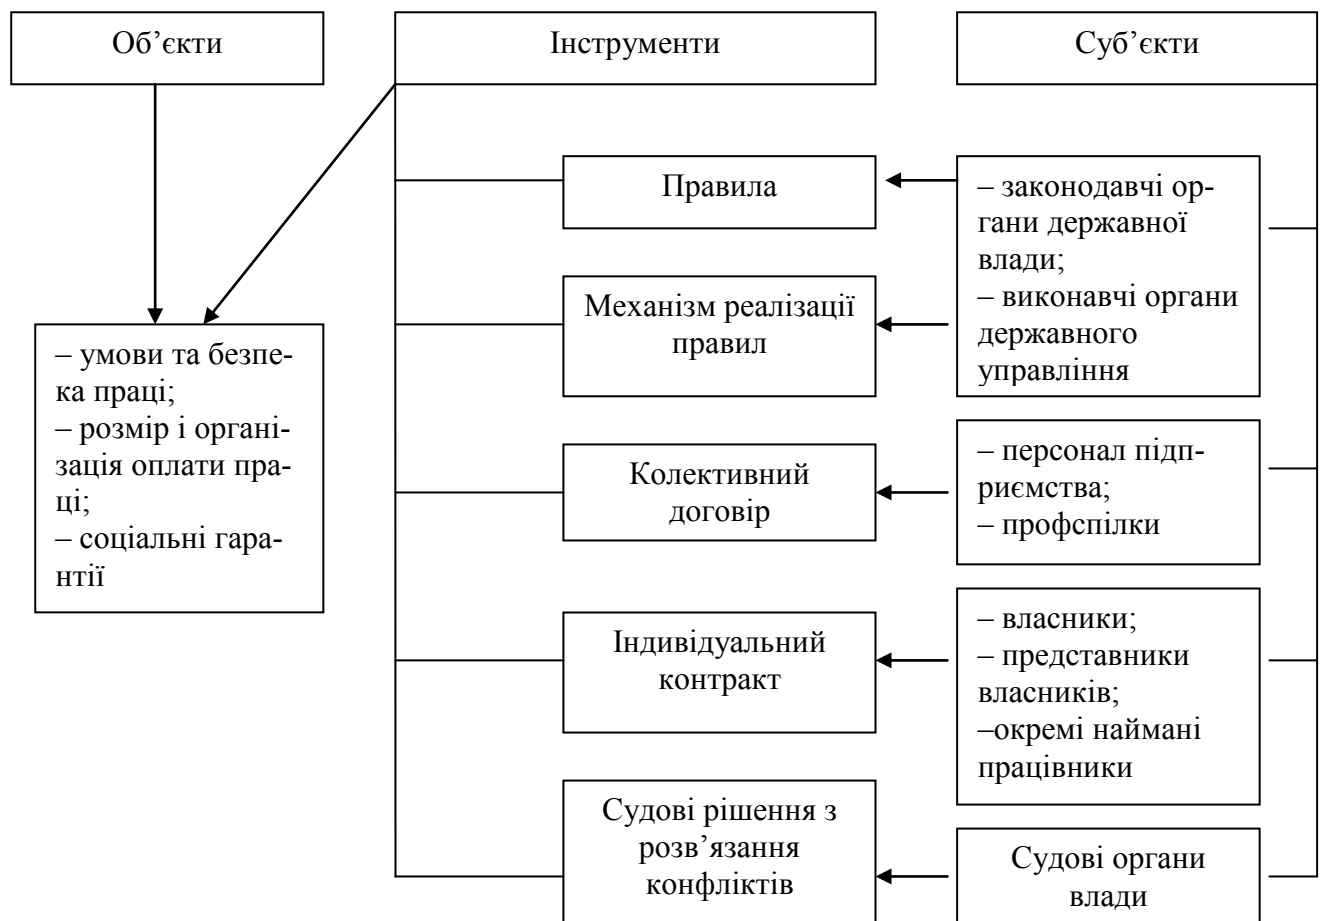 Об’єкти
Інструменти
Суб’єкти
Правила
– законодавчі ор-
гани державної
влади;
– виконавчі органи
державного
управління
Механізм реалізації
правил
– умови та безпе-
ка праці;
– розмір і органі-
зація оплати пра-
ці;
– соціальні гара-
нтії
Колективний
договір
– персонал підп-
риємства;
– профспілки
Індивідуальний
контракт
– власники;
– представники
власників;
–окремі наймані
працівники
Судові рішення з
розв’язання
конфліктів
Судові органи
влади